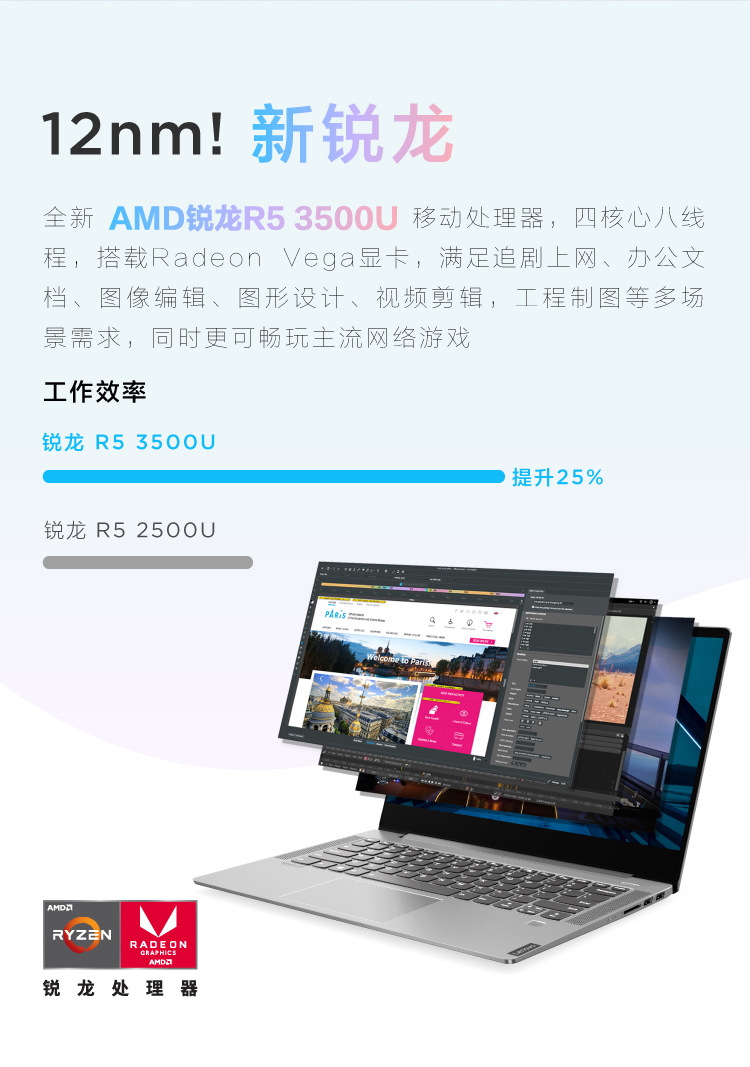 12nm! 新锐龙
全新 AMD锐龙R5 3500U 移动处理器，四核心八线
程，搭载Radeon Vega显卡，满足追剧上网、办公文
档、图像编辑、图形设计、视频剪辑，工程制图等多场
景需求，同时更可畅玩主流网络游戏
工作效率
锐龙 R5 3500U
提升25%
锐龙 R5 2500U
PARIS
Welcome to Paris!
AMD
RYZEN
RADEON
GRAPHICS
AMD
锐龙处理器
Lenovo